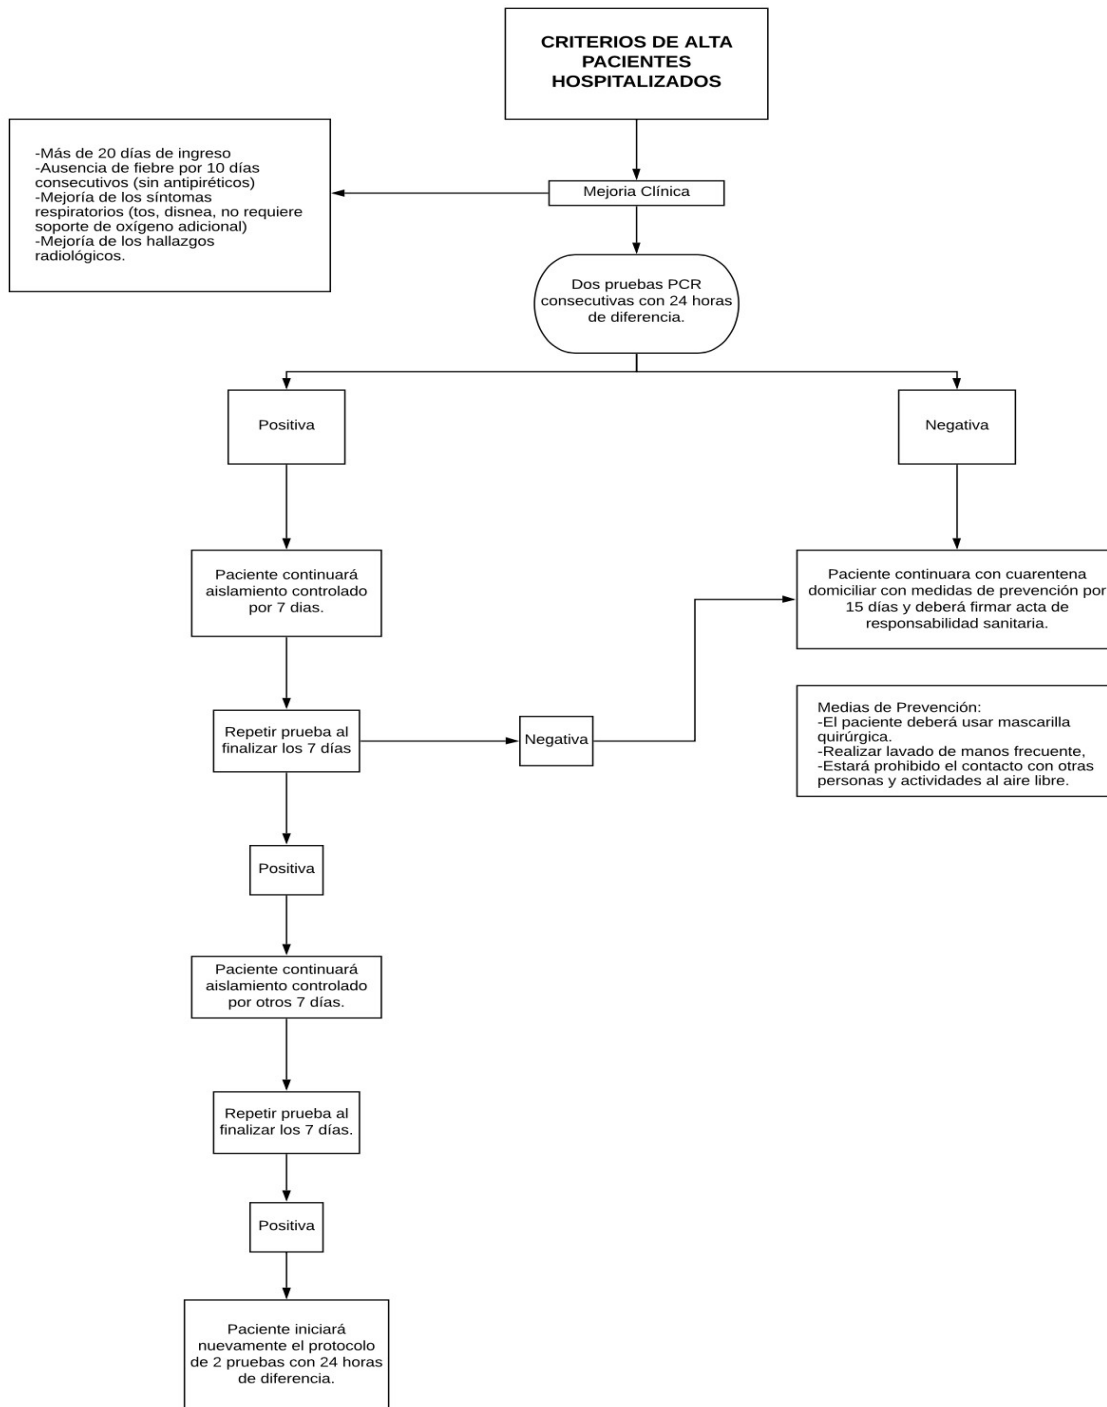 CRITERIOS DE ALTA
PACIENTES
HOSPITALIZADOS
-Más de 20 días de ingreso
-Ausencia de fiebre por 10 días
consecutivos (sin antipiréticos)
-Mejoría de los síntomas
respiratorios (tos, disnea, no requiere
soporte de oxígeno adicional)
-Mejoría de los hallazgos
radiológicos.
Mejoria Clínica
Dos pruebas PCR
consecutivas con 24 horas
de diferencia.
Positiva
Negativa
Paciente continuará
aislamiento controlado
por 7 dias.
Paciente continuara con cuarentena
domiciliar con medidas de prevención por
15 días y deberá firmar acta de
responsabilidad sanitaria.
Repetir prueba al
finalizar los 7 días
Negativa
Medias de Prevención:
-El paciente deberá usar mascarilla
quirúrgica.
-Realizar lavado de manos frecuente,
-Estará prohibido el contacto con otras
personas y actividades al aire libre.
Positiva
Paciente continuará
aislamiento controlado
por otros 7 días.
Repetir prueba al
finalizar los 7 días.
Positiva
Paciente iniciará
nuevamente el protocolo
de 2 pruebas con 24 horas
de diferencia.